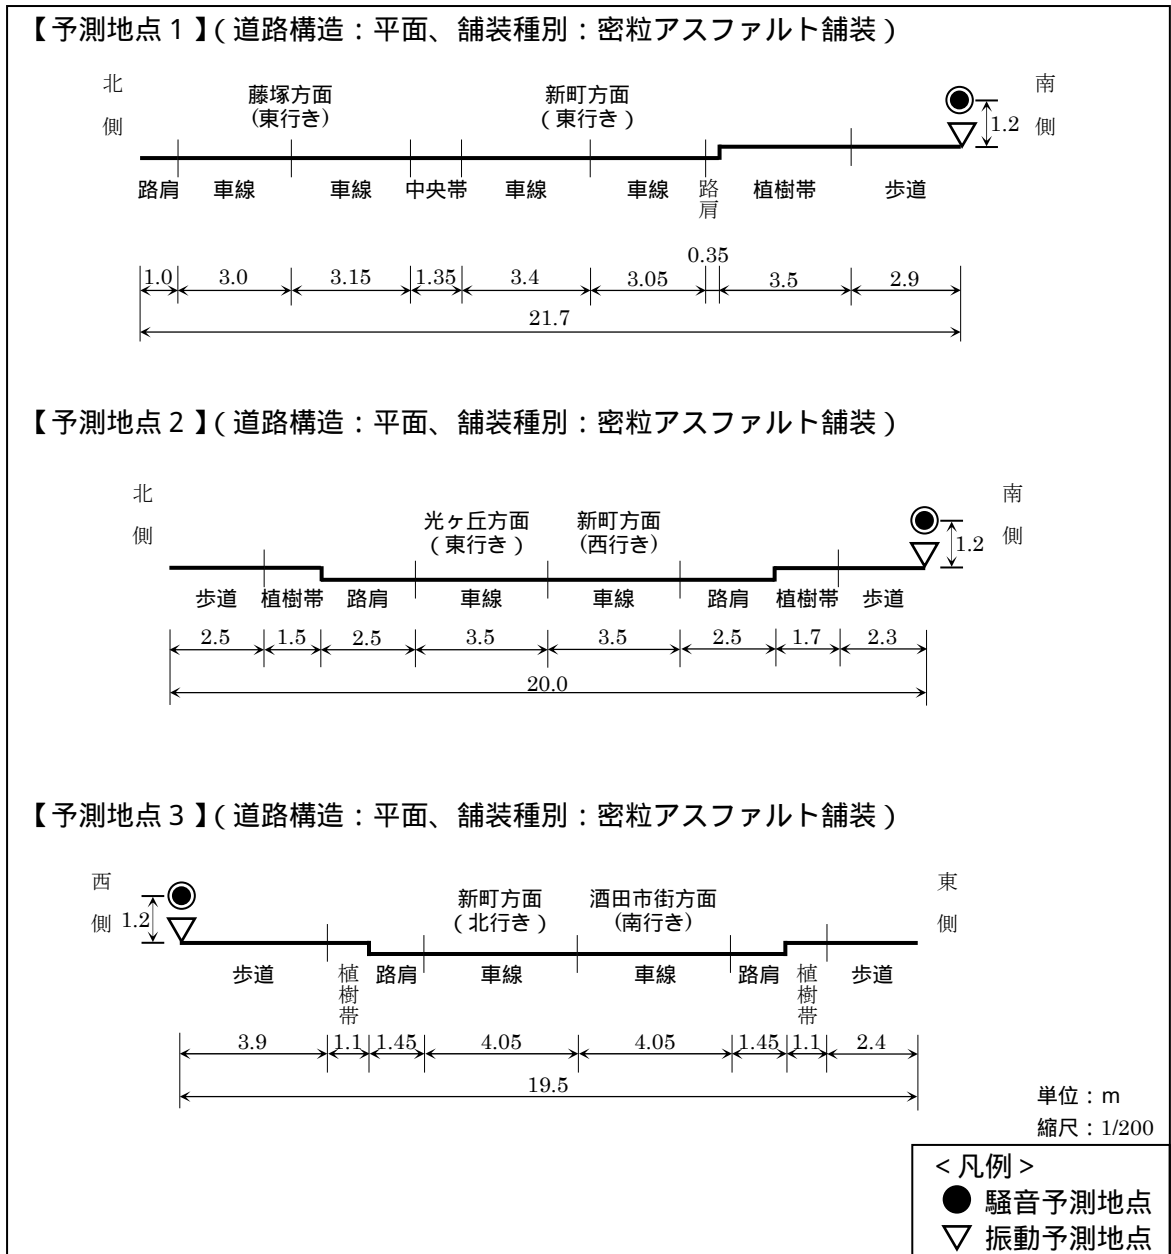 【予測地点１】(道路構造：平面、舗装種別：密粒アスファルト舗装)
北側
藤塚方面
(東行き)
新町方面
(東行き)
南側
1.2
路肩 車線 車線 中央帯 車線 車線 路肩 植樹帯 歩道
1.0 3.0 3.15 1.35 3.4 3.05 0.35 3.5 2.9
21.7
【予測地点２】(道路構造：平面、舗装種別：密粒アスファルト舗装)
北側
光ヶ丘方面
(東行き)
新町方面
(西行き)
南側
1.2
歩道 植樹帯 路肩 車線 車線 路肩 植樹帯 歩道
2.5 1.5 2.5 3.5 3.5 2.5 1.7 2.3
20.0
【予測地点３】(道路構造：平面、舗装種別：密粒アスファルト舗装)
西側
1.2
新町方面
(北行き)
酒田市街方面
(南行き)
東側
歩道 植樹帯 路肩 車線 車線 路肩 植樹帯 歩道
3.9 1.1 1.45 4.05 4.05 1.45 1.1 2.4
19.5
単位：m
縮尺：1/200
<凡例>
● 騒音予測地点
▽ 振動予測地点